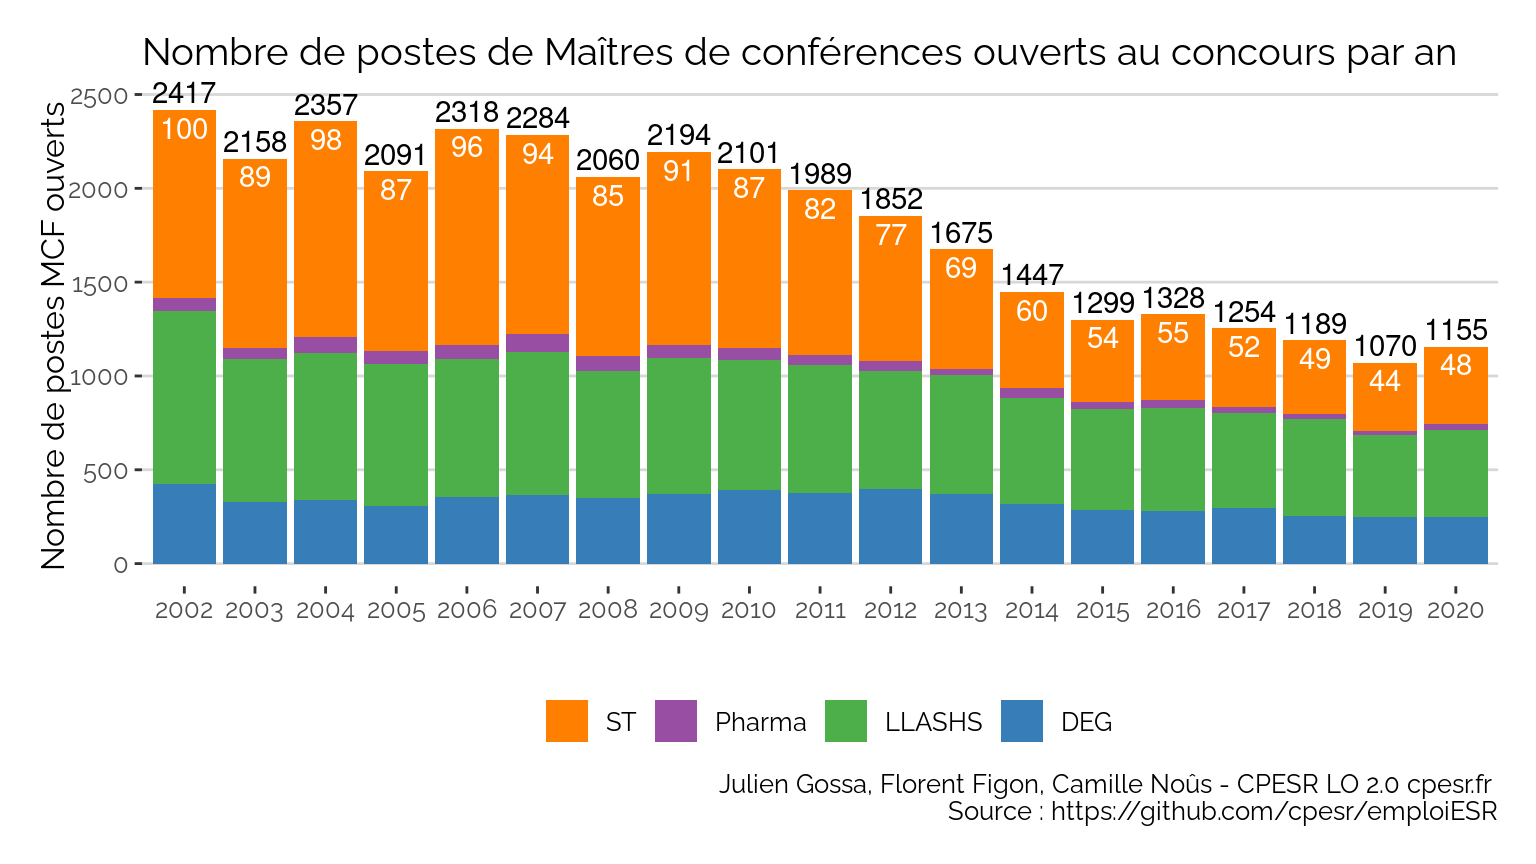 Nombre de postes de Maîtres de conférences ouverts au concours par an
Nombre de postes MCF ouverts
2500
2000
1500
1000
500
0
2417 2158 2357 2091 2318 2284 2060 2194 2101 1989 1852 1675 1447 1299 1328 1254 1189 1070 1155
100 89 98 87 96 94 85 91 87 82 77 69 60 54 55 52 49 44 48
2002 2003 2004 2005 2006 2007 2008 2009 2010 2011 2012 2013 2014 2015 2016 2017 2018 2019 2020
ST Pharma LLASHS DEG
Julien Gossa, Florent Figon, Camille Noûs - CPESR LO 2.0 cpesr.fr
Source : https://github.com/cpesr/emploiESR